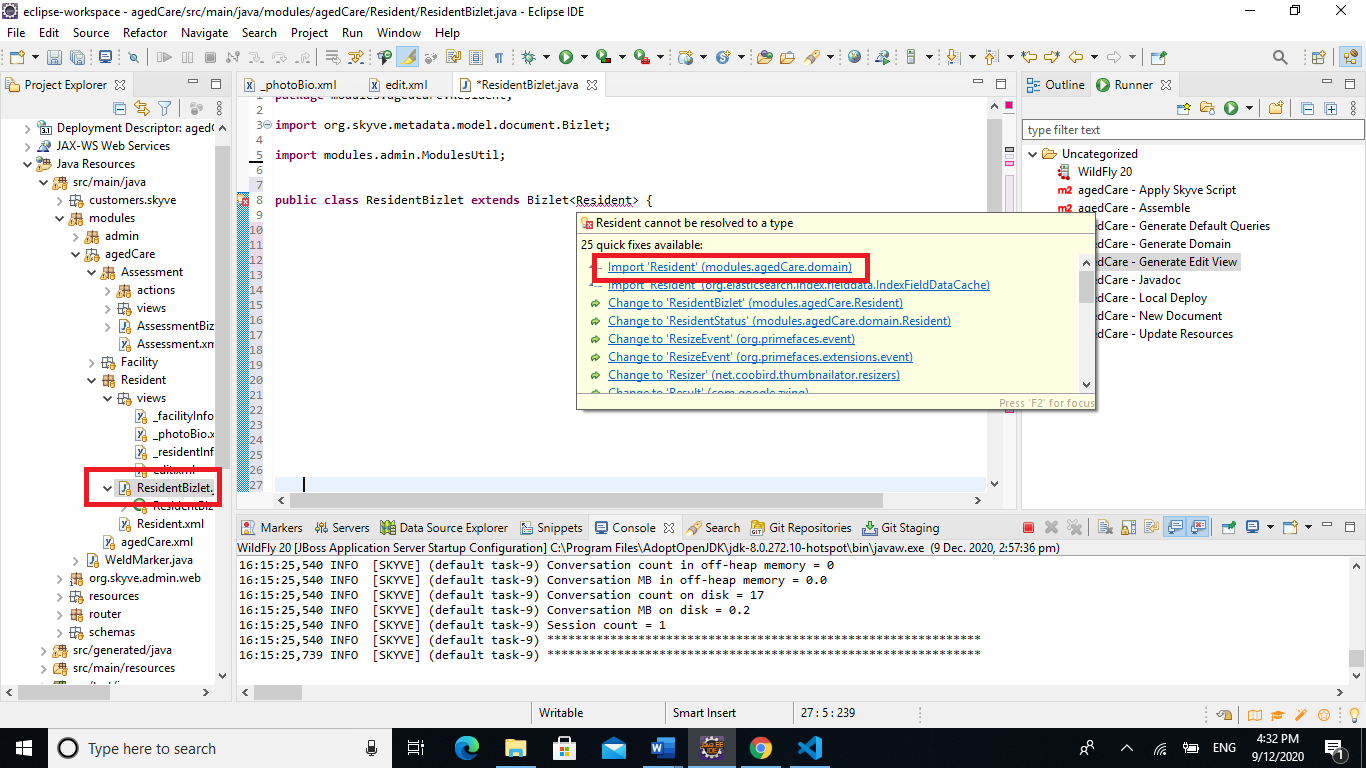 eclipse-workspace - agedCare/src/main/java/modules/agedCare/Resident/ResidentBizlet.java - Eclipse IDE
File Edit Source Refactor Navigate Search Project Run Window Help
Project Explorer
Deployment Descriptor: agedC
JAX-WS Web Services
Java Resources
src/main/java
customers.skyve
modules
admin
agedCare
Assessment
actions
views
AssessmentBiz
Assessment.xm
Facility
Resident
views
_facilityInfo
_photoBio.x
_residentInf
edit.xml
ResidentBizlet.
ResidentBiz
Resident.xml
agedCare.xml
WeldMarker.java
org.skyve.admin.web
resources
router
schemas
src/generated/java
src/main/resources
_photoBio.xml edit.xml *ResidentBizlet.java
1 package modules.agedCare.Resident;
2
3 import org.skyve.metadata.model.document.Bizlet;
4
5 import modules.admin.ModulesUtil;
6
7
8 public class ResidentBizlet extends Bizlet<Resident> {
9
10
11
12
13
14
15
16
17
18
19
20
21
22
23
24
25
26
27
Resident cannot be resolved to a type
25 quick fixes available:
Import 'Resident' (modules.agedCare.domain)
Import 'Resident' (org.elasticsearch.index.fielddata.IndexFieldDataCache)
Change to 'ResidentBizlet' (modules.agedCare.Resident)
Change to 'ResidentStatus' (modules.agedCare.domain.Resident)
Change to 'ResizeEvent' (org.primefaces.event)
Change to 'ResizeEvent' (org.primefaces.extensions.event)
Change to 'Resizer' (net.coobird.thumbnailator.resizers)
Change to 'Result' (com.google.zxing)
Press 'F2' for focus
Outline Runner
type filter text
Uncategorized
WildFly 20
m2 agedCare - Apply Skyve Script
m2 agedCare - Assemble
edCare - Generate Default Queries
edCare - Generate Domain
edCare - Generate Edit View
edCare - Javadoc
edCare - Local Deploy
edCare - New Document
edCare - Update Resources
Markers Servers Data Source Explorer Snippets Console Search Git Repositories Git Staging
WildFly 20 [JBoss Application Server Startup Configuration] C:\Program Files\AdoptOpenJDK\jdk-8.0.272.10-hotspot\bin\javaw.exe (9 Dec. 2020, 2:57:36 pm)
16:15:25,540 INFO [SKYVE] (default task-9) Conversation count in off-heap memory = 0
16:15:25,540 INFO [SKYVE] (default task-9) Conversation MB in off-heap memory = 0.0
16:15:25,540 INFO [SKYVE] (default task-9) Conversation count on disk = 17
16:15:25,540 INFO [SKYVE] (default task-9) Conversation MB on disk = 0.2
16:15:25,540 INFO [SKYVE] (default task-9) Session count = 1
16:15:25,540 INFO [SKYVE] (default task-9) **********************************************************
16:15:25,739 INFO [SKYVE] (default task-9) **********************************************************
Writable Smart Insert 27 : 5 : 239
Type here to search
ENG
4:32 PM
9/12/2020
1